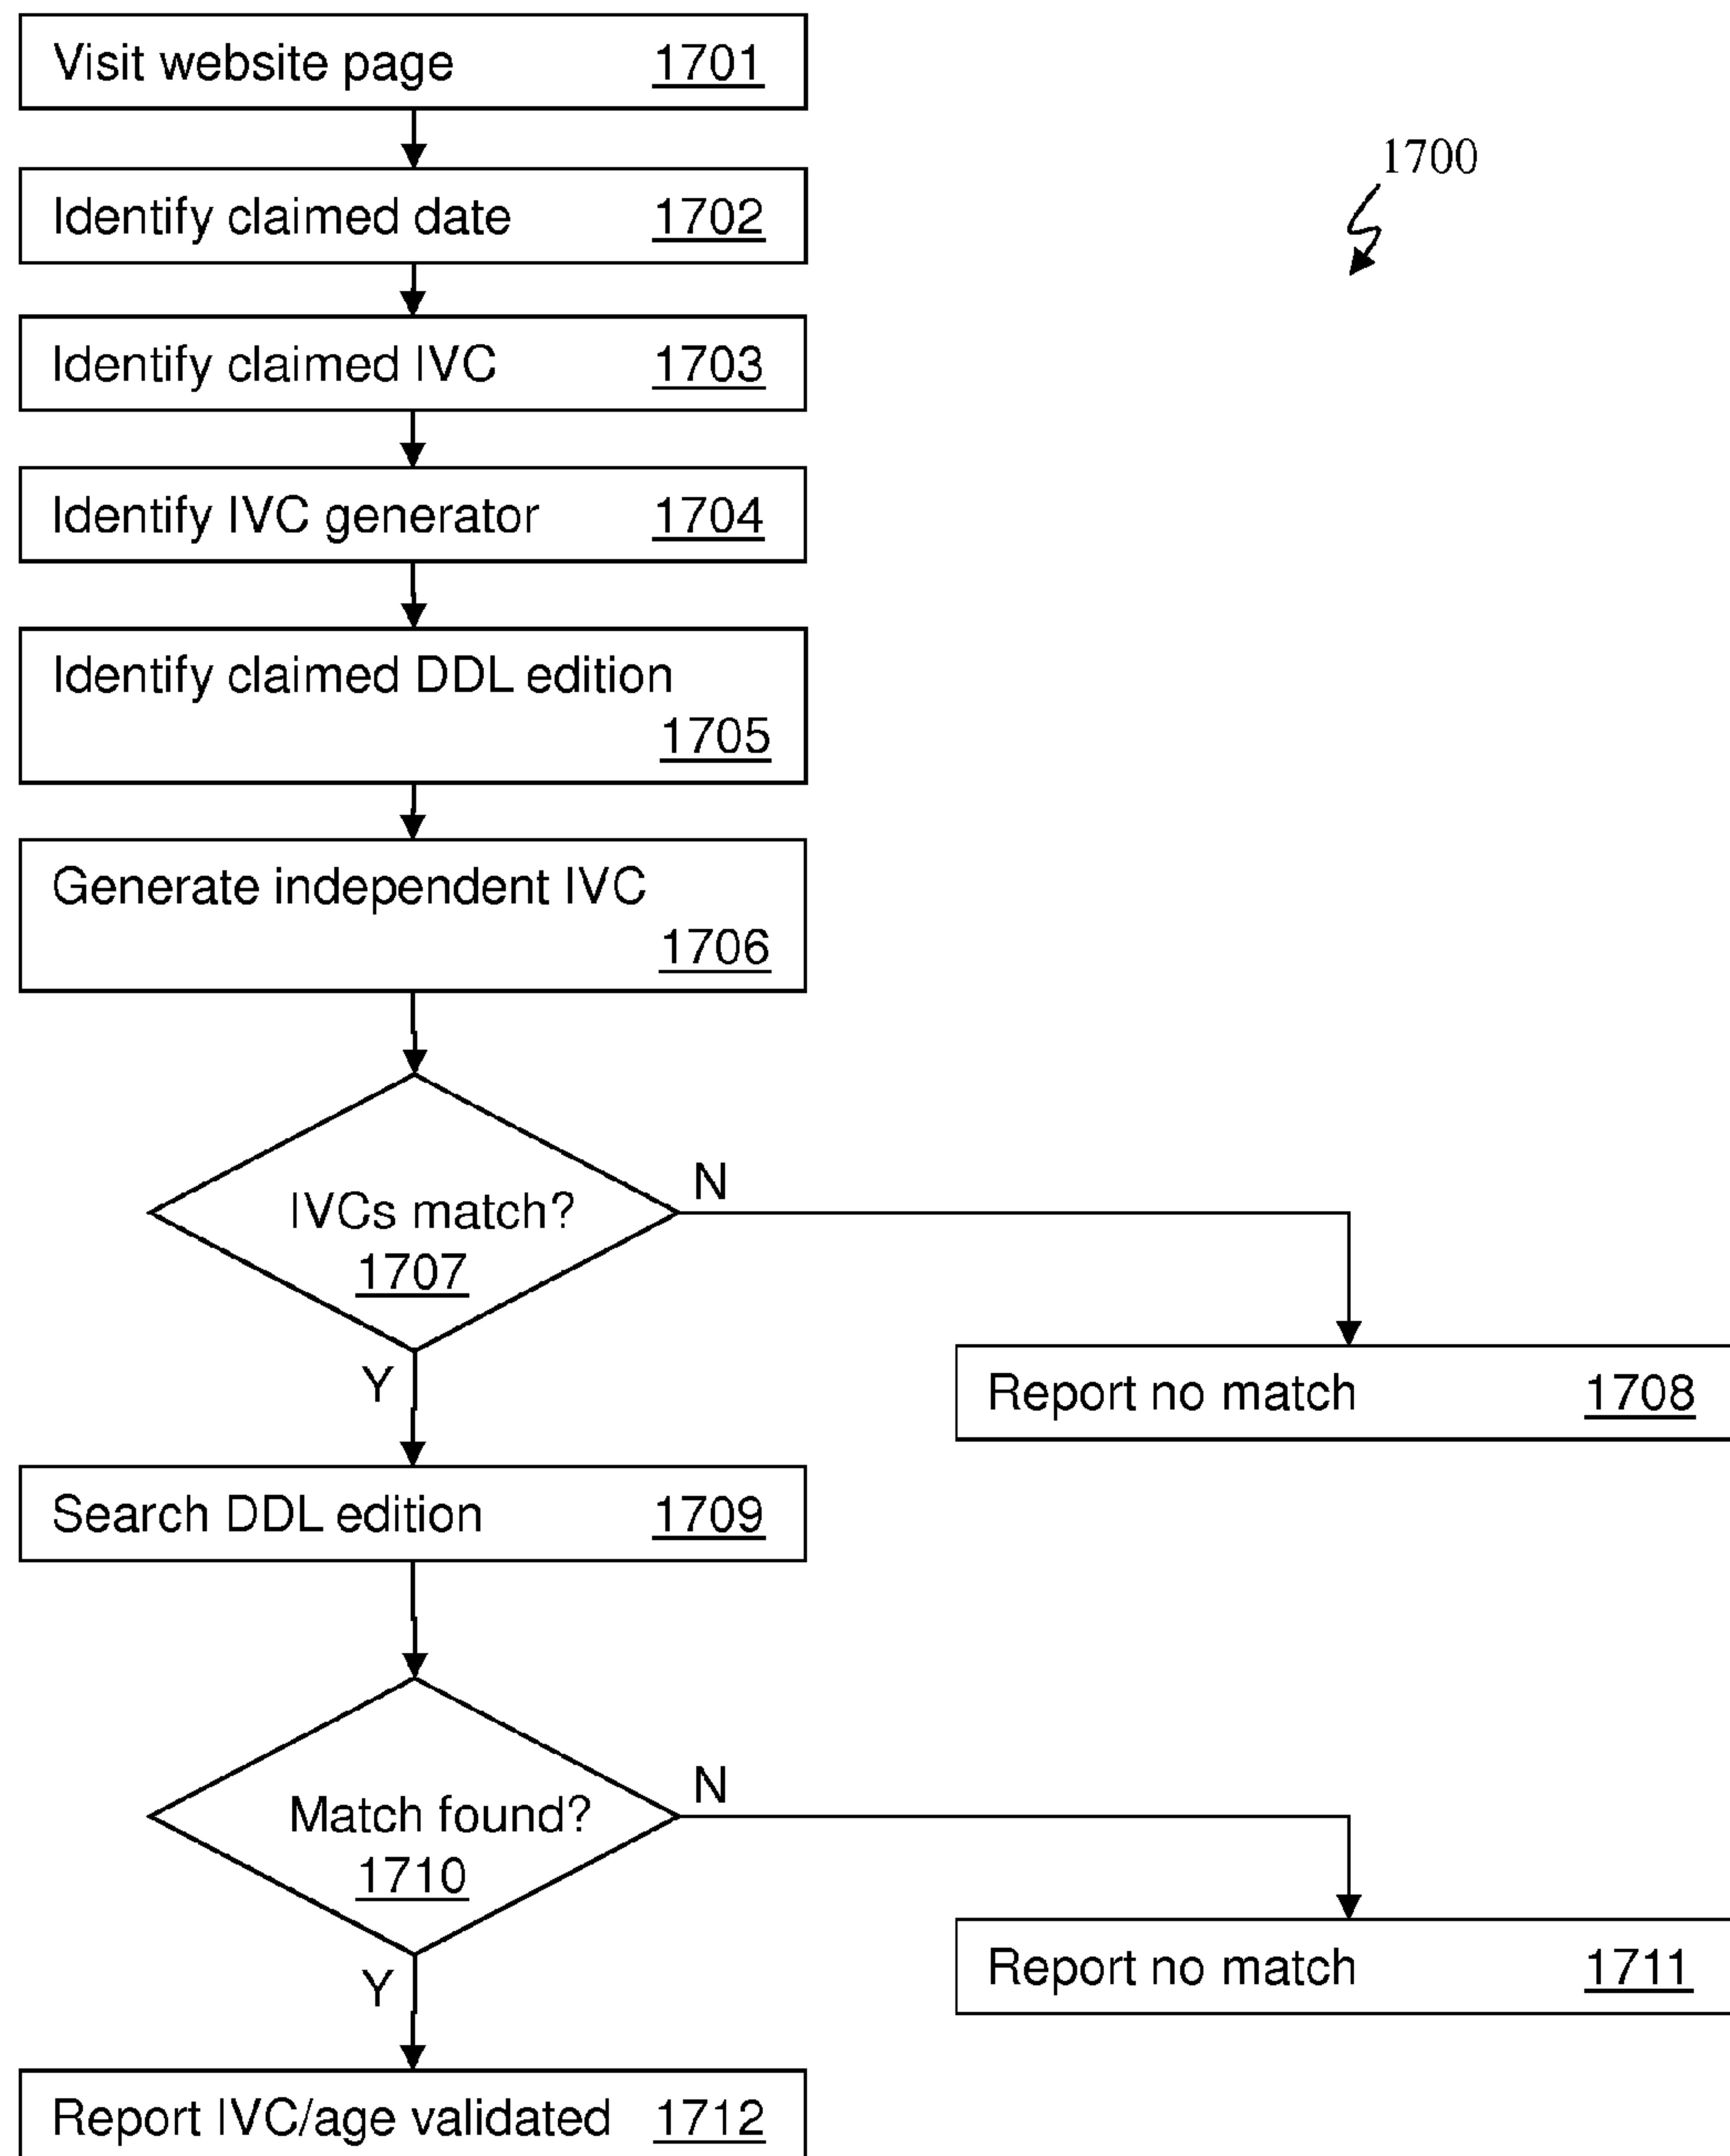 Visit website page 1701
1700
Identify claimed date 1702
Identify claimed IVC 1703
Identify IVC generator 1704
Identify claimed DDL edition
1705
Generate independent IVC
1706
N
IVCs match?
1707
Y
Report no match 1708
Search DDL edition 1709
N
Match found?
1710
Y
Report no match 1711
Report IVC/age validated 1712